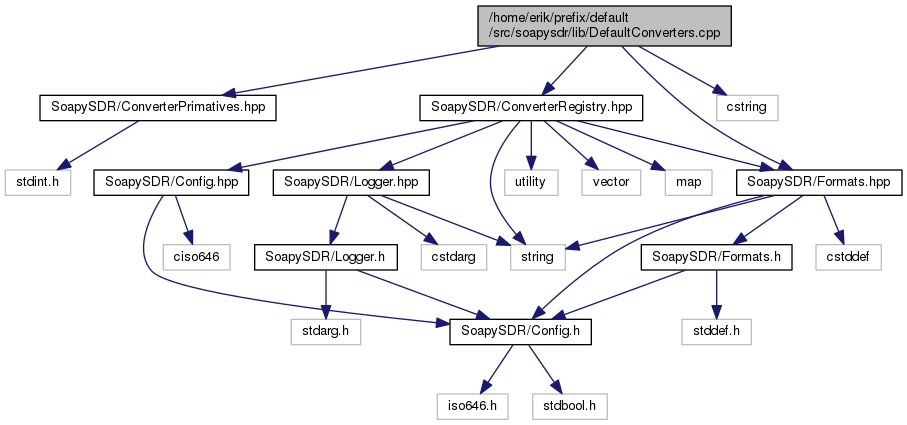 /home/erik/prefix/default
/src/soapysdr/lib/DefaultConverters.cpp
SoapySDR/ConverterPrimatives.hpp
SoapySDR/ConverterRegistry.hpp
cstring
stdint.h
SoapySDR/Config.hpp
SoapySDR/Logger.hpp
utility
vector
map
SoapySDR/Formats.hpp
ciso646
SoapySDR/Logger.h
cstdarg
string
SoapySDR/Formats.h
cstddef
stdarg.h
SoapySDR/Config.h
stddef.h
iso646.h
stdbool.h